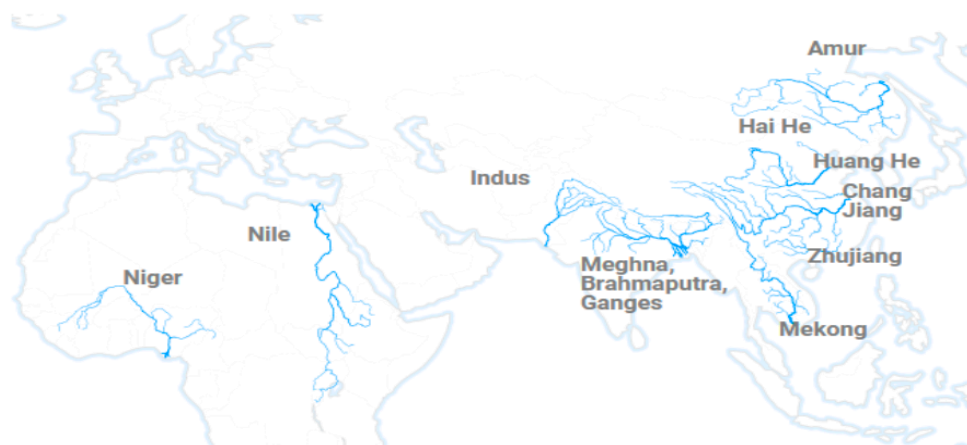 Amur
Hai He
Huang He
Indus
Chang
Jiang
Nile
Zhujiang
Niger
Meghna,
Brahmaputra,
Ganges
Mekong